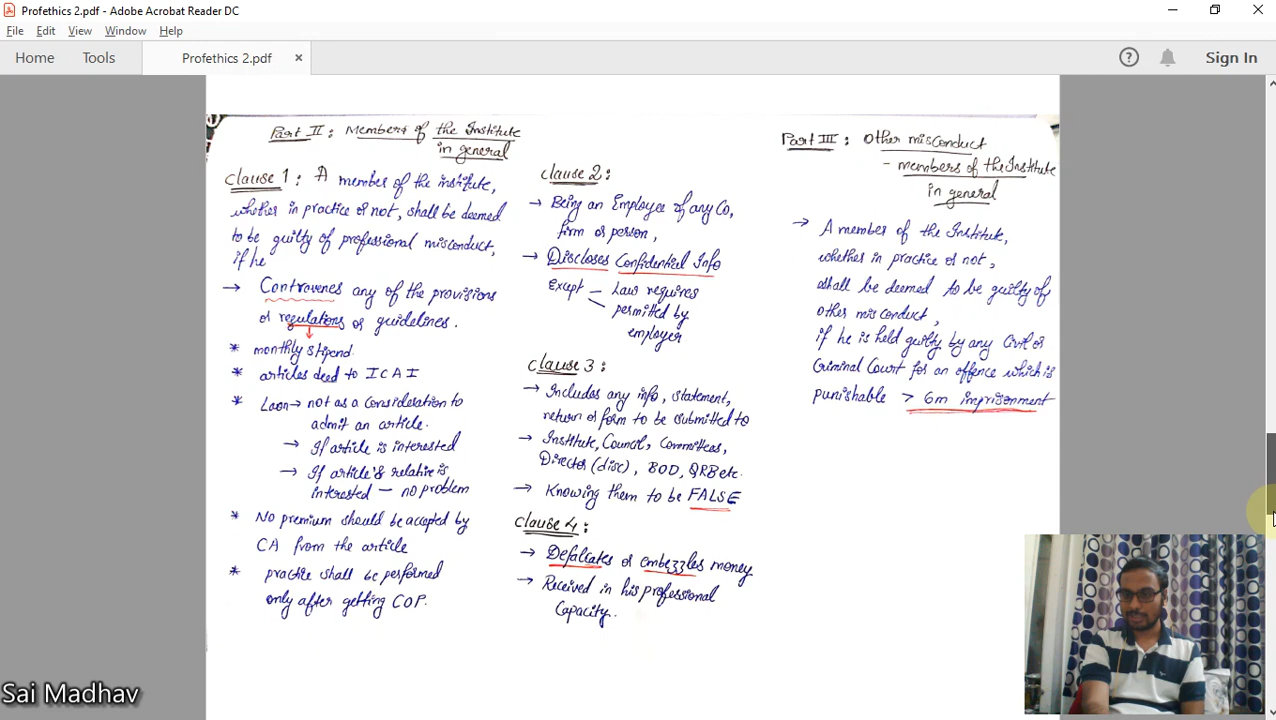 Profethics 2.pdf - Adobe Acrobat Reader DC
File Edit View Window Help
Home Tools Profethics 2.pdf × Sign In
Part II : Members of the Institute
in general
Clause 1 : A member of the institute,
whether in practice or not, shall be deemed
to be guilty of professional misconduct,
if he
→ Contravenes any of the provisions
or regulations or guidelines.
* monthly stipend
* articles deed to ICAI
* Loan → not as a consideration to
admit an article.
→ If article is interested
→ If article's relative is
interested — no problem
* No premium should be accepted by
CA from the article
* practice shall be performed
only after getting COP.
clause 2 :
→ Being an Employee of any Co,
firm or person,
→ Discloses Confidential Info
Except — Law requires
permitted by
employer
clause 3 :
→ Includes any info, statement,
return or form to be submitted to
→ Institute, Council, Committees,
Director (disc), BOD, QRB etc.
→ Knowing them to be FALSE
clause 4 :
→ Defalcates or embezzles money
→ Received in his professional
Capacity.
Part III : Other misconduct
- members of the Institute
in general
→ A member of the Institute,
whether in practice or not,
shall be deemed to be guilty of
other misconduct,
if he is held guilty by any Civil or
Criminal Court for an offence which is
punishable > 6m imprisonment
Sai Madhav